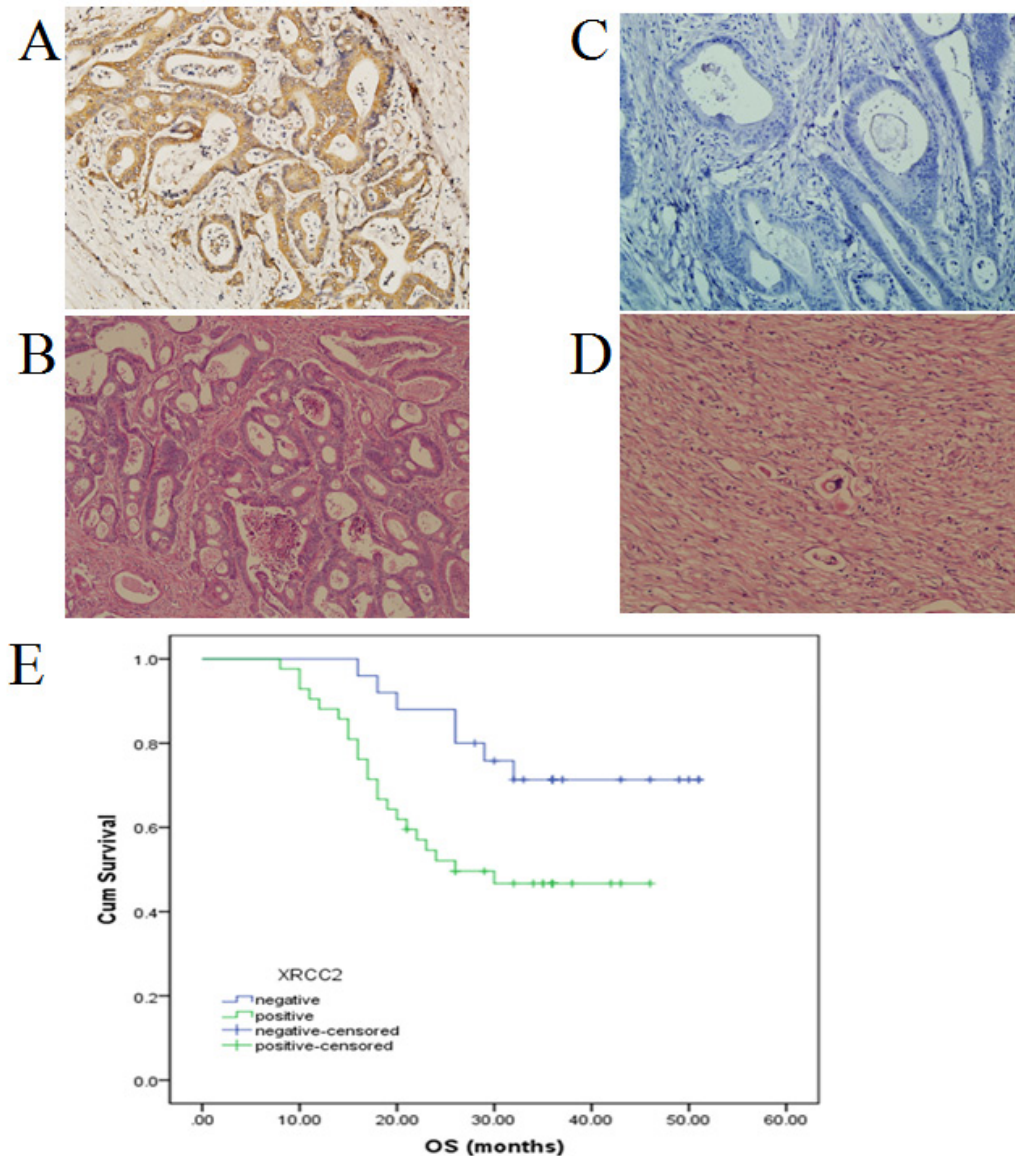 A
C
B
D
E
1.0
0.8
0.6
0.4
0.2
0.0
Cum Survival
XRCC2
negative
positive
negative-censored
positive-censored
.00 10.00 20.00 30.00 40.00 50.00 60.00
OS (months)